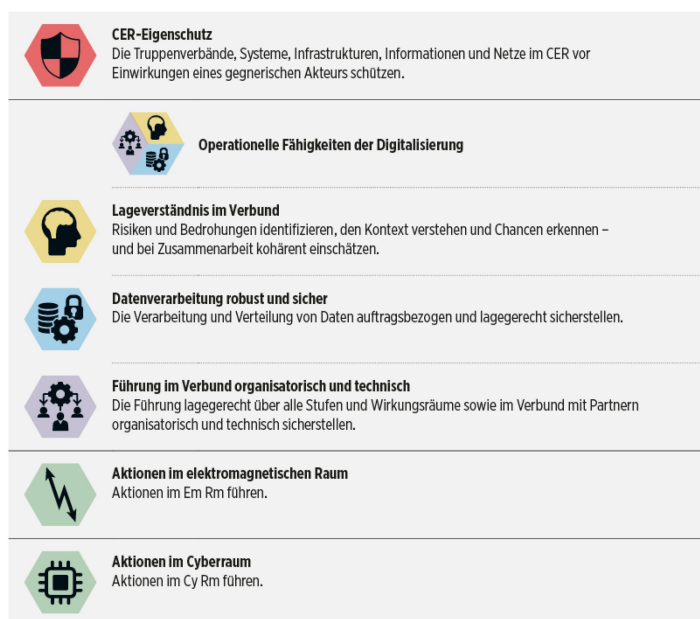 CER-Eigenschutz
Die Truppenverbände, Systeme, Infrastrukturen, Informationen und Netze im CER vor
Einwirkungen eines gegnerischen Akteurs schützen.
Operationelle Fähigkeiten der Digitalisierung
Lageverständnis im Verbund
Risiken und Bedrohungen identifizieren, den Kontext verstehen und Chancen erkennen –
und bei Zusammenarbeit kohärent einschätzen.
Datenverarbeitung robust und sicher
Die Verarbeitung und Verteilung von Daten auftragsbezogen und lagegerecht sicherstellen.
Führung im Verbund organisatorisch und technisch
Die Führung lagegerecht über alle Stufen und Wirkungsräume sowie im Verbund mit Partnern
organisatorisch und technisch sicherstellen.
Aktionen im elektromagnetischen Raum
Aktionen im Em Rm führen.
Aktionen im Cyberraum
Aktionen im Cy Rm führen.